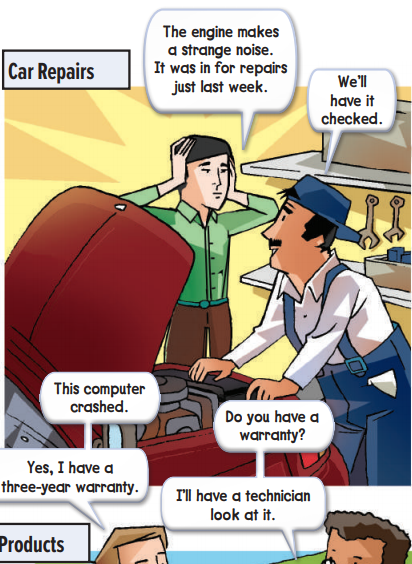 Car Repairs
The engine makes
a strange noise.
It was in for repairs
just last week.
We'll
have it
checked.
This computer
crashed.
Do you have a
warranty?
Yes, I have a
three-year warranty.
I'll have a technician
look at it.
Products